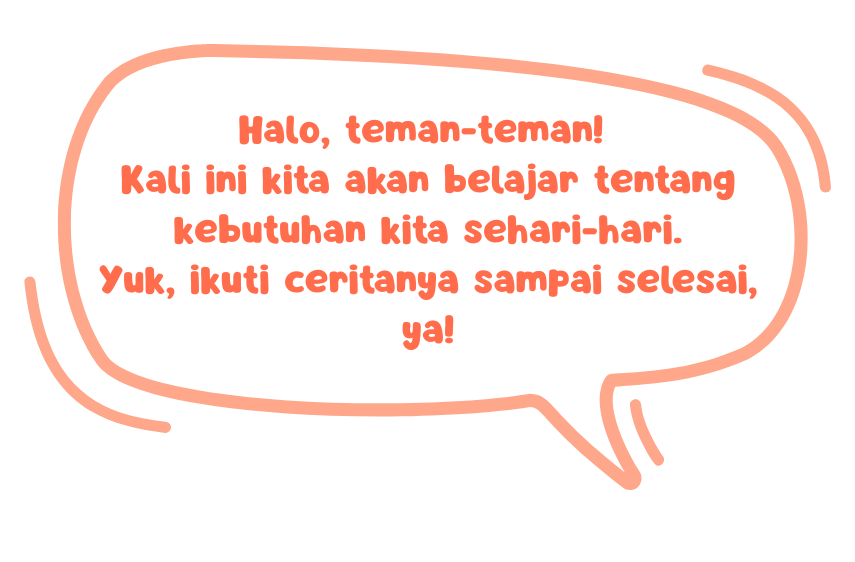 Halo, teman-teman!
Kali ini kita akan belajar tentang
kebutuhan kita sehari-hari.
Yuk, ikuti ceritanya sampai selesai,
ya!